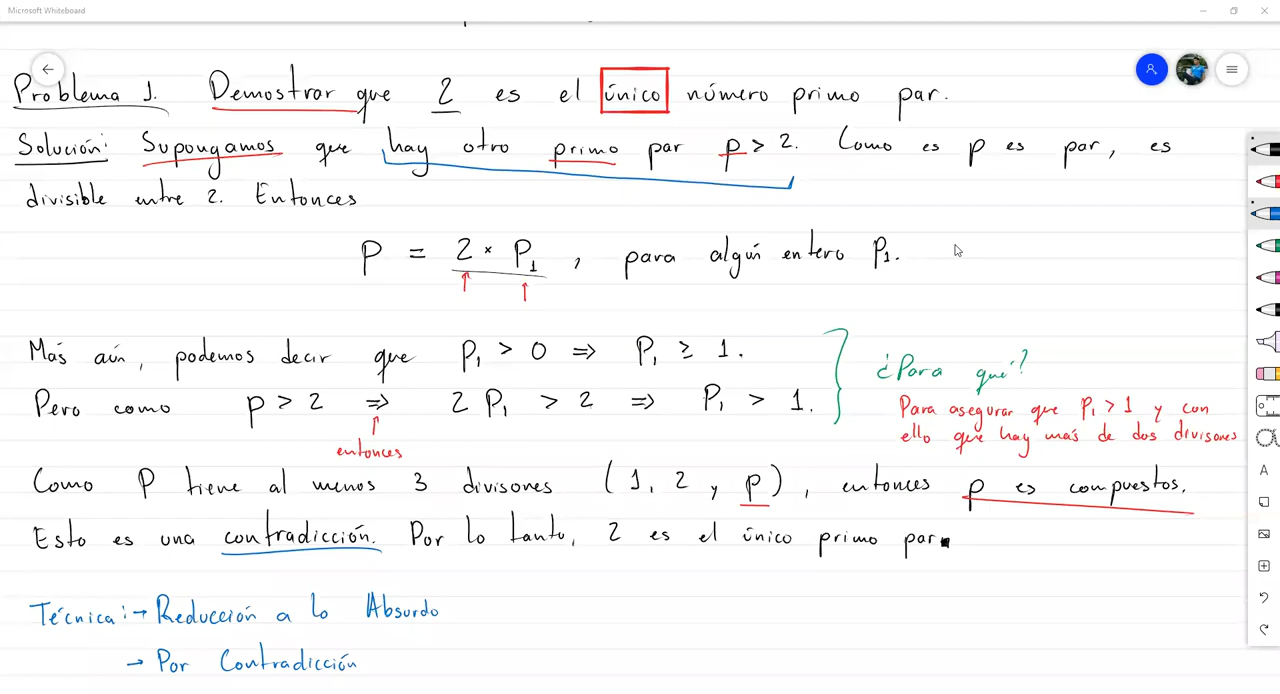 Microsoft Whiteboard
Problema 1. Demostrar que 2 es el único número primo par.
Solución: Supongamos que hay otro primo par p > 2. Como es p es par, es
divisible entre 2. Entonces
P = 2 × P₁ , para algún entero P₁.
Más aún, podemos decir que P₁ > 0 ⇒ P₁ ≥ 1.
Pero como p > 2 ⇒ 2 P₁ > 2 ⇒ P₁ > 1.
entonces
¿Para qué?
Para asegurar que P₁ > 1 y con
ello que hay más de dos divisores
Como P tiene al menos 3 divisores (1, 2 y p), entonces p es compuestos.
Esto es una contradicción. Por lo tanto, 2 es el único primo par
Técnica: → Reducción a lo Absurdo
→ Por Contradicción